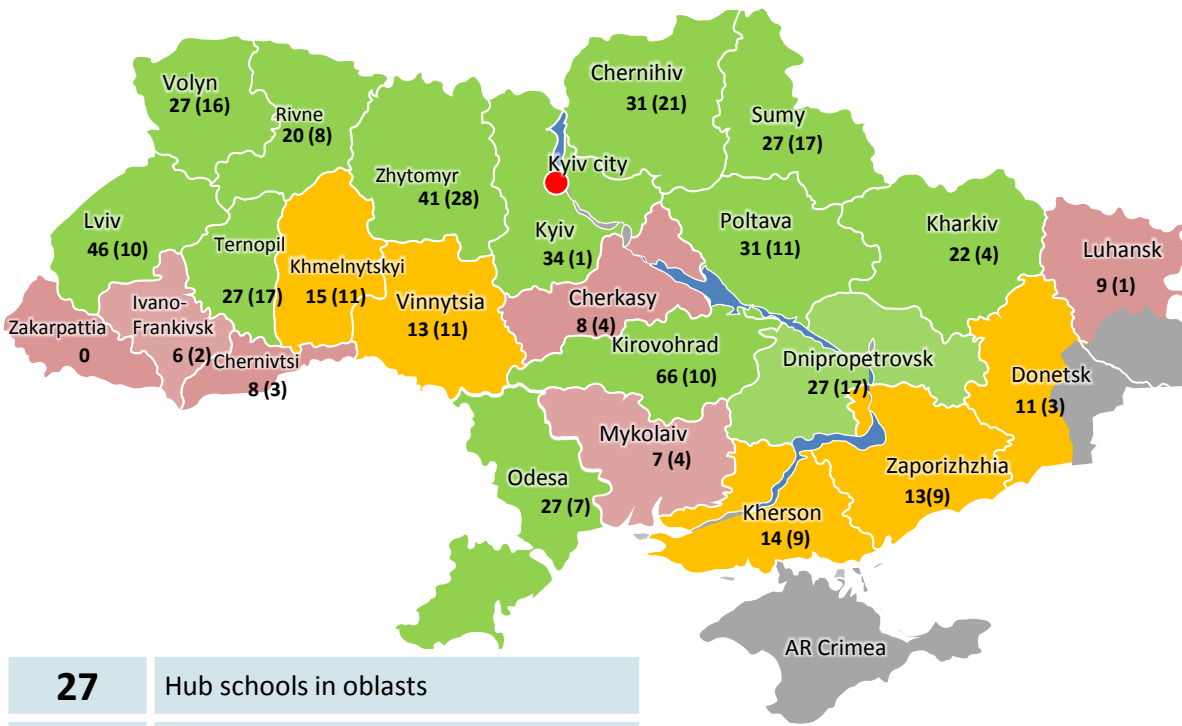 Chernihiv
31 (21)
Volyn
27 (16)
Rivne
20 (8)
Sumy
27 (17)
Kyiv city
Zhytomyr
41 (28)
Lviv
46 (10)
Ternopil
27 (17)
Khmelnytskyi
15 (11)
Kyiv
34 (1)
Poltava
31 (11)
Kharkiv
22 (4)
Luhansk
9 (1)
Vinnytsia
13 (11)
Cherkasy
8 (4)
Ivano-
Frankivsk
6 (2)
Zakarpattia
0
Chernivtsi
8 (3)
Kirovohrad
66 (10)
Dnipropetrovsk
27 (17)
Donetsk
11 (3)
Mykolaiv
7 (4)
Odesa
27 (7)
Zaporizhzhia
13(9)
Kherson
14 (9)
AR Crimea
27 Hub schools in oblasts